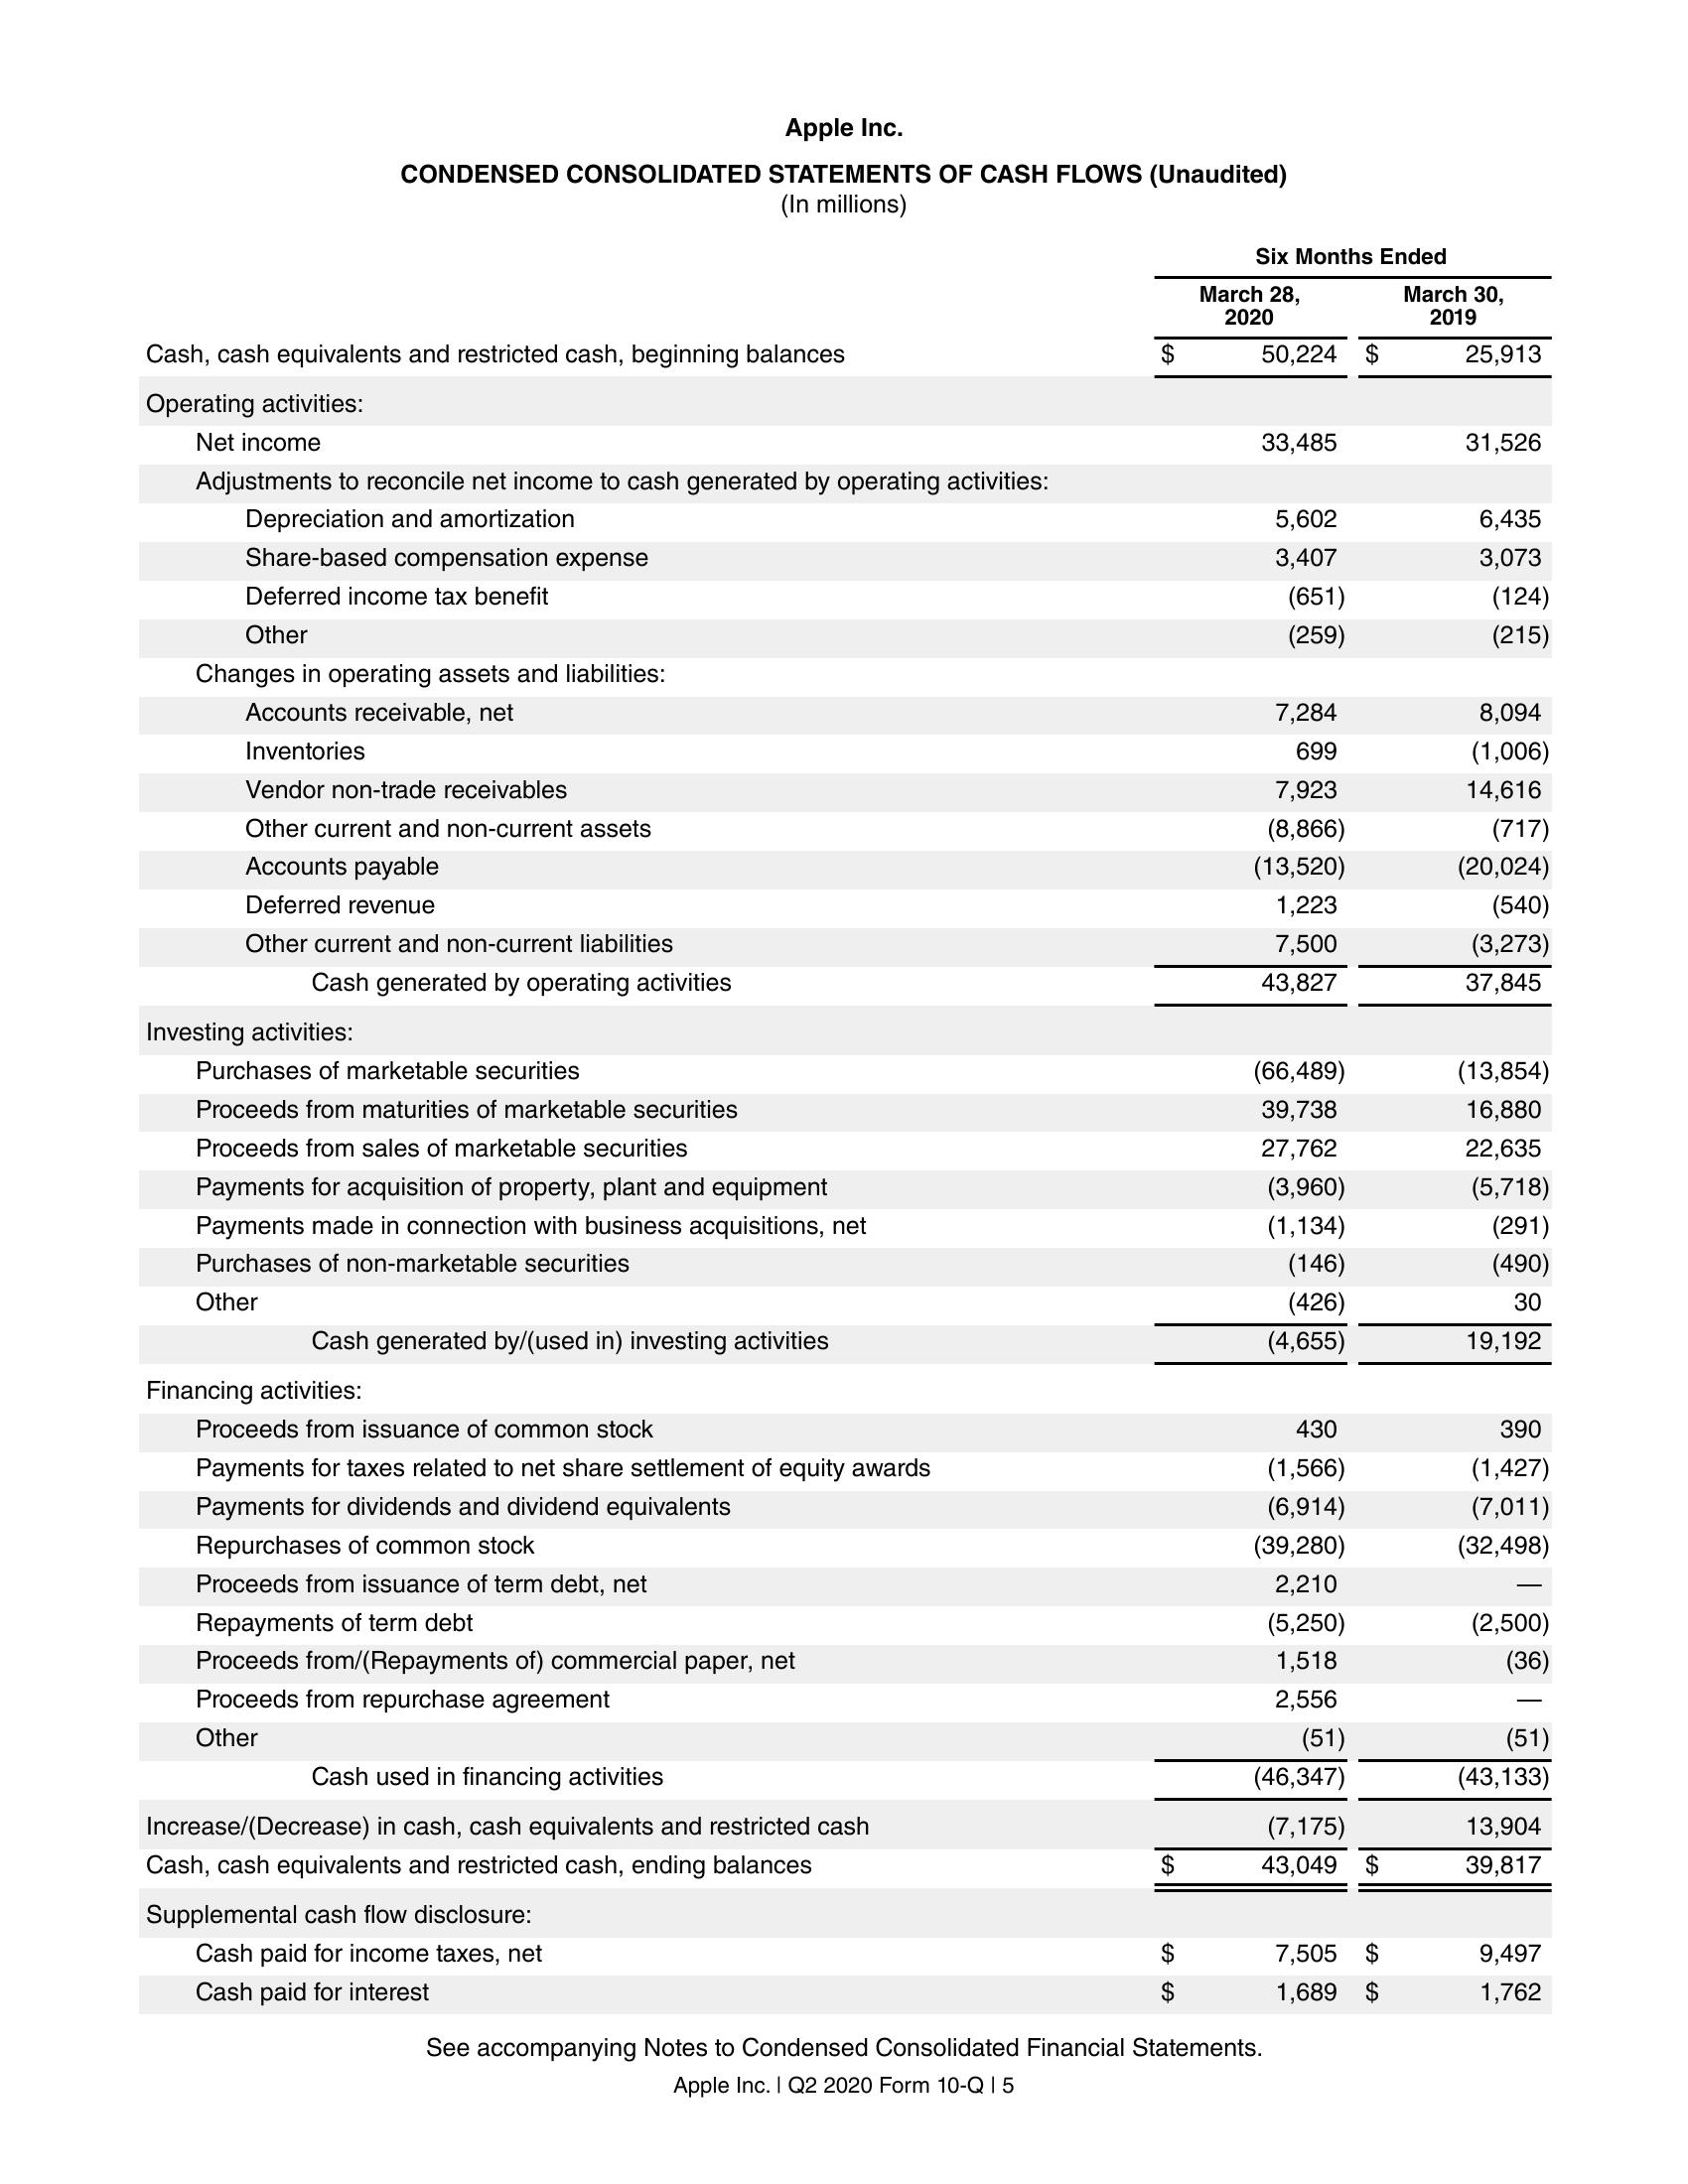 Apple Inc.
CONDENSED CONSOLIDATED STATEMENTS OF CASH FLOWS (Unaudited)
(In millions)
Six Months Ended
March 28, 2020 March 30, 2019
Cash, cash equivalents and restricted cash, beginning balances $ 50,224 $ 25,913
Operating activities:
Net income 33,485 31,526
Adjustments to reconcile net income to cash generated by operating activities:
Depreciation and amortization 5,602 6,435
Share-based compensation expense 3,407 3,073
Deferred income tax benefit (651) (124)
Other (259) (215)
Changes in operating assets and liabilities:
Accounts receivable, net 7,284 8,094
Inventories 699 (1,006)
Vendor non-trade receivables 7,923 14,616
Other current and non-current assets (8,866) (717)
Accounts payable (13,520) (20,024)
Deferred revenue 1,223 (540)
Other current and non-current liabilities 7,500 (3,273)
Cash generated by operating activities 43,827 37,845
Investing activities:
Purchases of marketable securities (66,489) (13,854)
Proceeds from maturities of marketable securities 39,738 16,880
Proceeds from sales of marketable securities 27,762 22,635
Payments for acquisition of property, plant and equipment (3,960) (5,718)
Payments made in connection with business acquisitions, net (1,134) (291)
Purchases of non-marketable securities (146) (490)
Other (426) 30
Cash generated by/(used in) investing activities (4,655) 19,192
Financing activities:
Proceeds from issuance of common stock 430 390
Payments for taxes related to net share settlement of equity awards (1,566) (1,427)
Payments for dividends and dividend equivalents (6,914) (7,011)
Repurchases of common stock (39,280) (32,498)
Proceeds from issuance of term debt, net 2,210 —
Repayments of term debt (5,250) (2,500)
Proceeds from/(Repayments of) commercial paper, net 1,518 (36)
Proceeds from repurchase agreement 2,556 —
Other (51) (51)
Cash used in financing activities (46,347) (43,133)
Increase/(Decrease) in cash, cash equivalents and restricted cash (7,175) 13,904
Cash, cash equivalents and restricted cash, ending balances $ 43,049 $ 39,817
Supplemental cash flow disclosure:
Cash paid for income taxes, net $ 7,505 $ 9,497
Cash paid for interest $ 1,689 $ 1,762
See accompanying Notes to Condensed Consolidated Financial Statements.
Apple Inc. | Q2 2020 Form 10-Q | 5